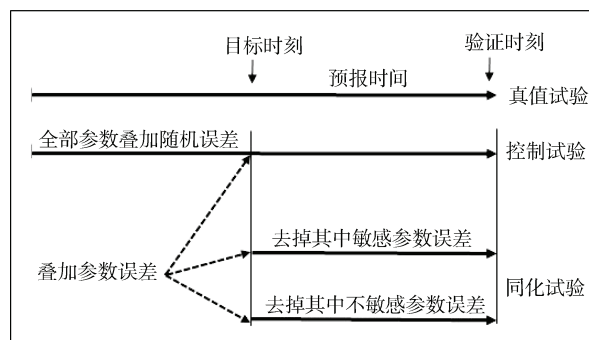 目标时刻
验证时刻
预报时间
真值试验
全部参数叠加随机误差
控制试验
去掉其中敏感参数误差
叠加参数误差
同化试验
去掉其中不敏感参数误差